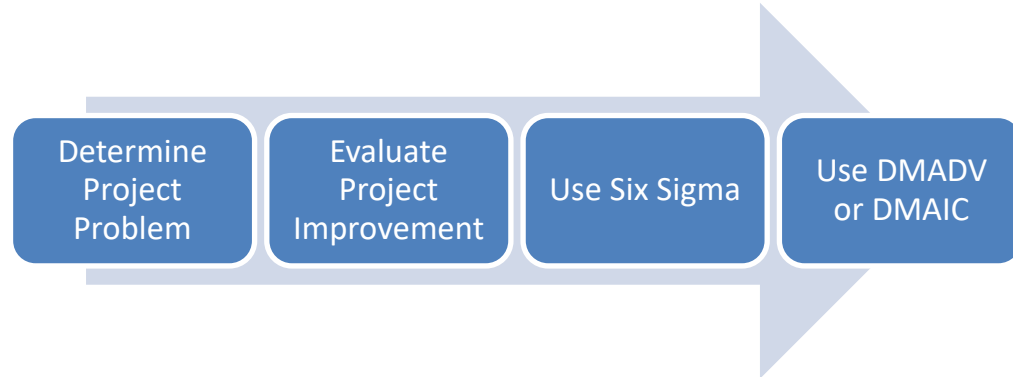 Determine
Project
Problem
Evaluate
Project
Improvement
Use Six Sigma
Use DMADV
or DMAIC